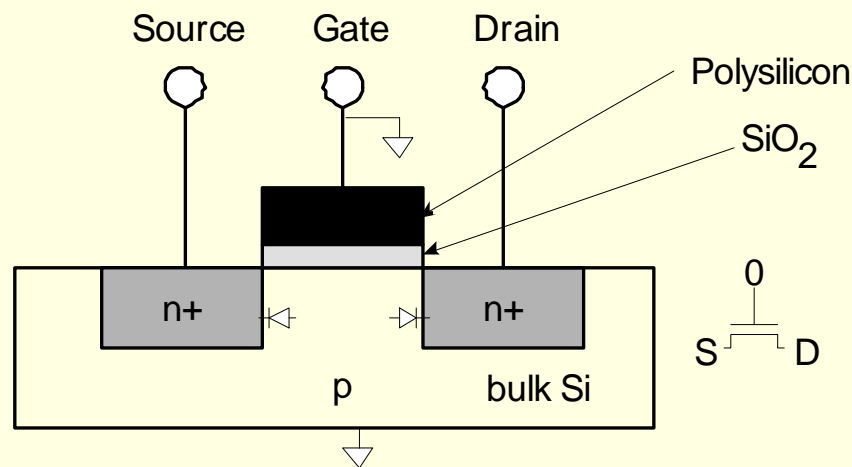 Source Gate Drain
Polysilicon
SiO2
n+ n+
0
S D
p bulk Si